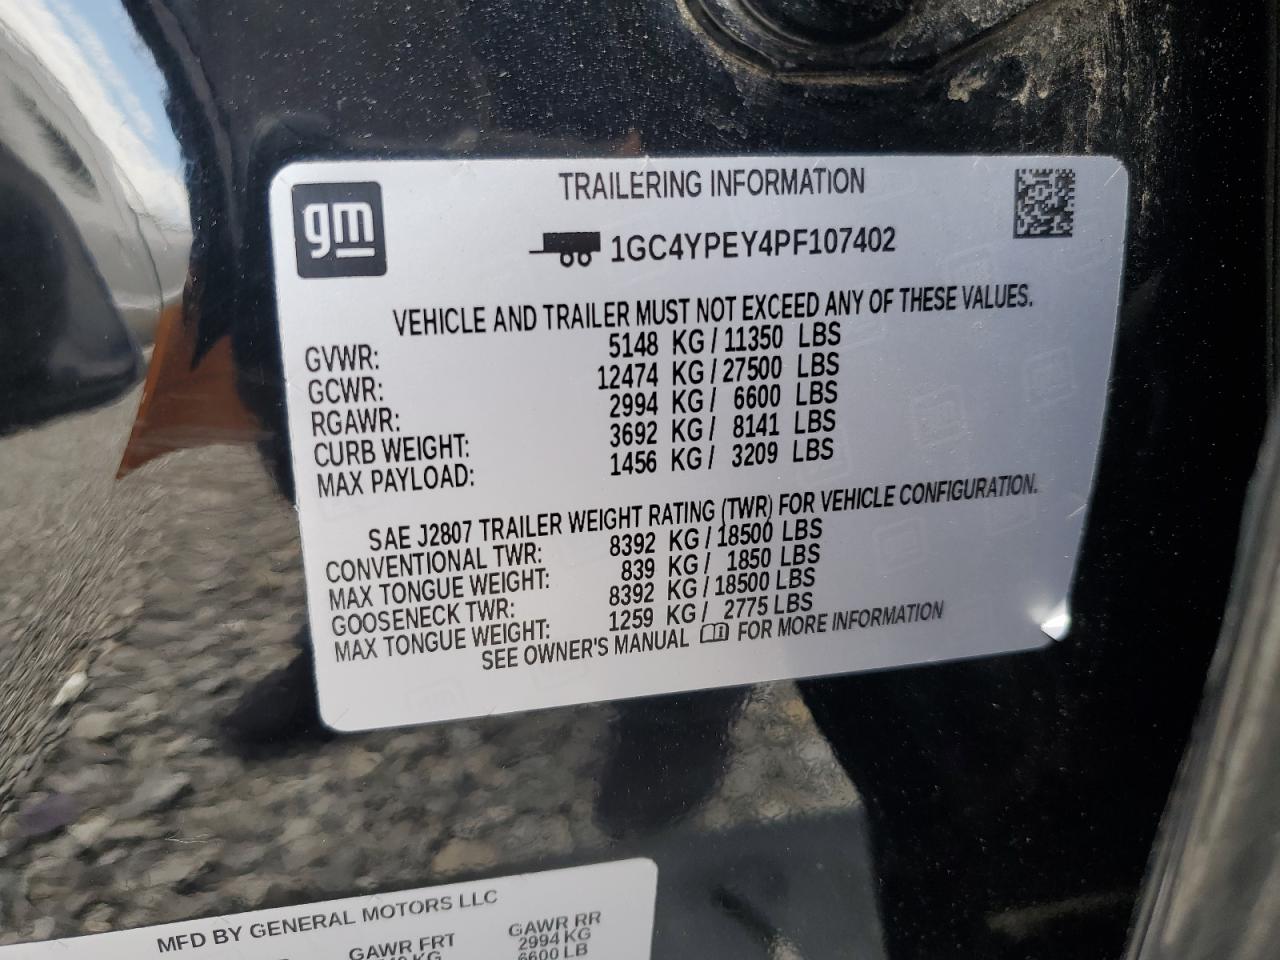 gm
TRAILERING INFORMATION
1GC4YPEY4PF107402
VEHICLE AND TRAILER MUST NOT EXCEED ANY OF THESE VALUES.
GVWR: 5148 KG / 11350 LBS
GCWR: 12474 KG / 27500 LBS
RGAWR: 2994 KG / 6600 LBS
CURB WEIGHT: 3692 KG / 8141 LBS
MAX PAYLOAD: 1456 KG / 3209 LBS
SAE J2807 TRAILER WEIGHT RATING (TWR) FOR VEHICLE CONFIGURATION.
CONVENTIONAL TWR: 8392 KG / 18500 LBS
MAX TONGUE WEIGHT: 839 KG / 1850 LBS
GOOSENECK TWR: 8392 KG / 18500 LBS
MAX TONGUE WEIGHT: 1259 KG / 2775 LBS
SEE OWNER'S MANUAL FOR MORE INFORMATION
MFD BY GENERAL MOTORS LLC
GAWR FRT GAWR RR
KG 2994 KG
6600 LB